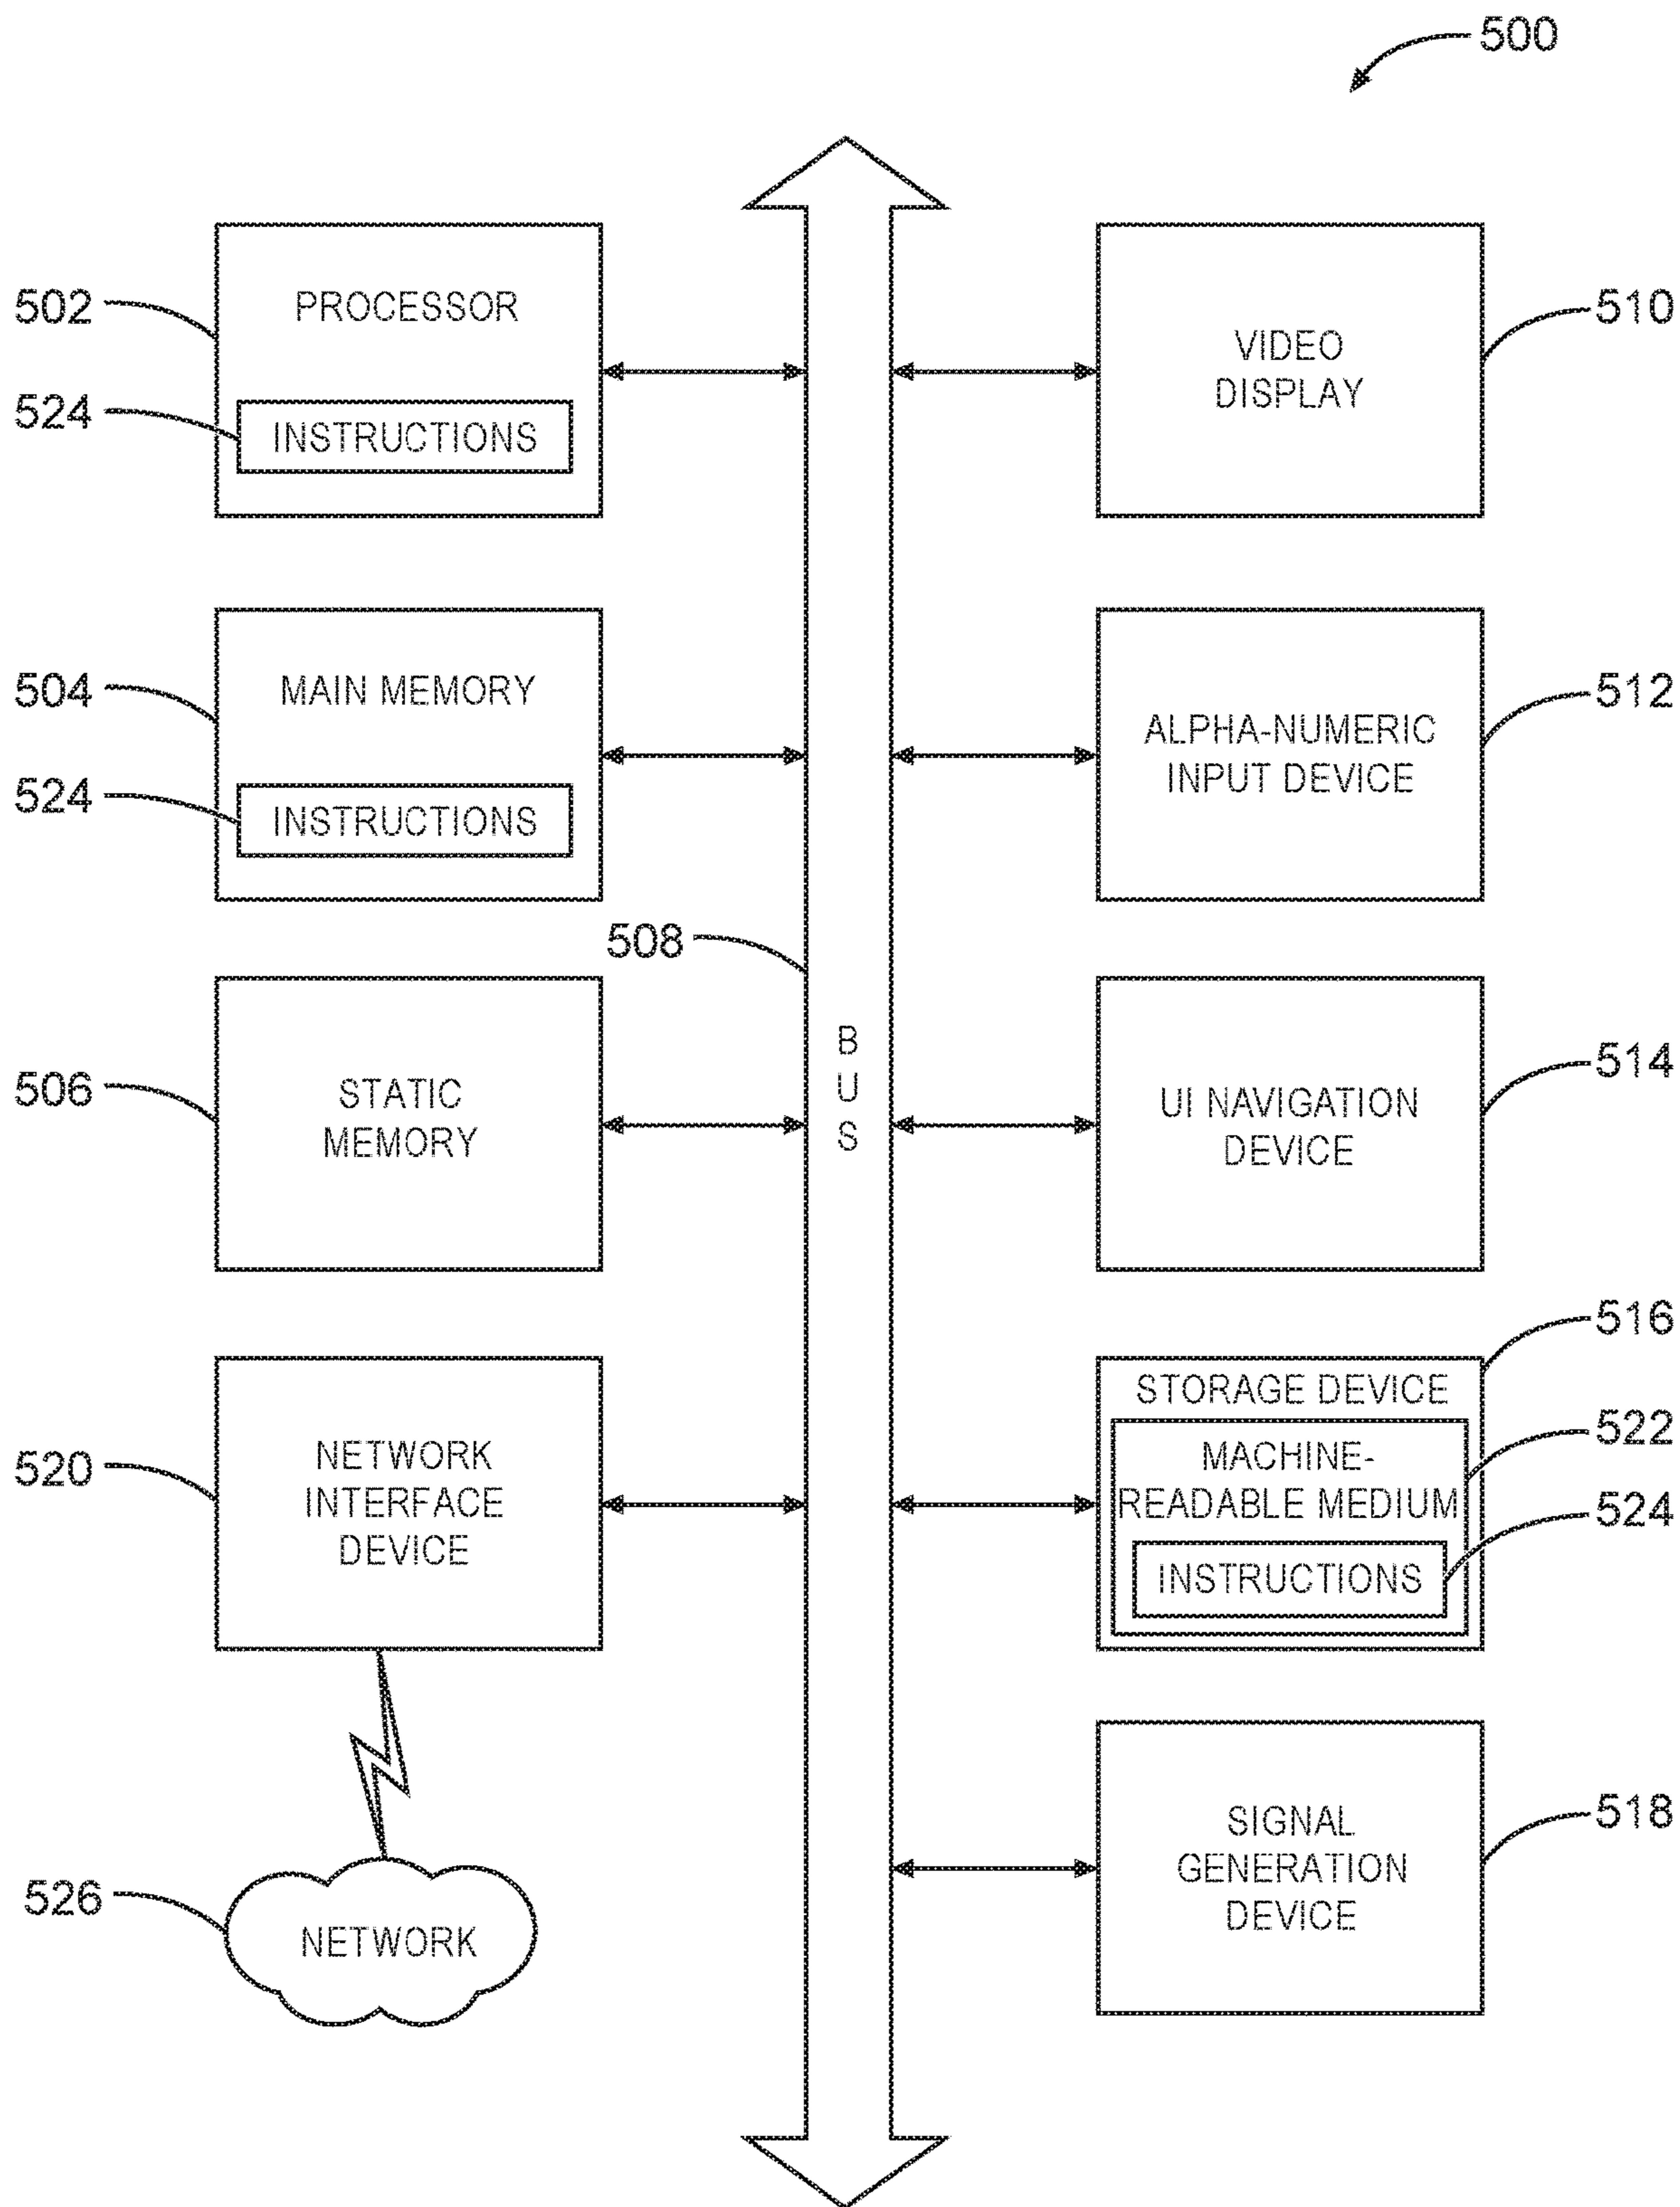 500
502
PROCESSOR
524
INSTRUCTIONS
510
VIDEO
DISPLAY
504
MAIN MEMORY
524
INSTRUCTIONS
512
ALPHA-NUMERIC
INPUT DEVICE
508
B
U
S
506
STATIC
MEMORY
514
UI NAVIGATION
DEVICE
520
NETWORK
INTERFACE
DEVICE
516
STORAGE DEVICE
522
MACHINE-
READABLE MEDIUM
524
INSTRUCTIONS
526
NETWORK
518
SIGNAL
GENERATION
DEVICE